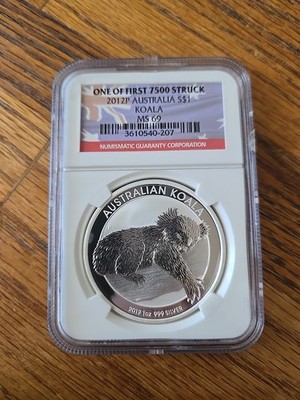 ONE OF FIRST 7500 STRUCK
2012P AUSTRALIA S$1
KOALA
MS 69
3610540-207
NUMISMATIC GUARANTY CORPORATION
AUSTRALIAN KOALA
2012 1oz 999 SILVER